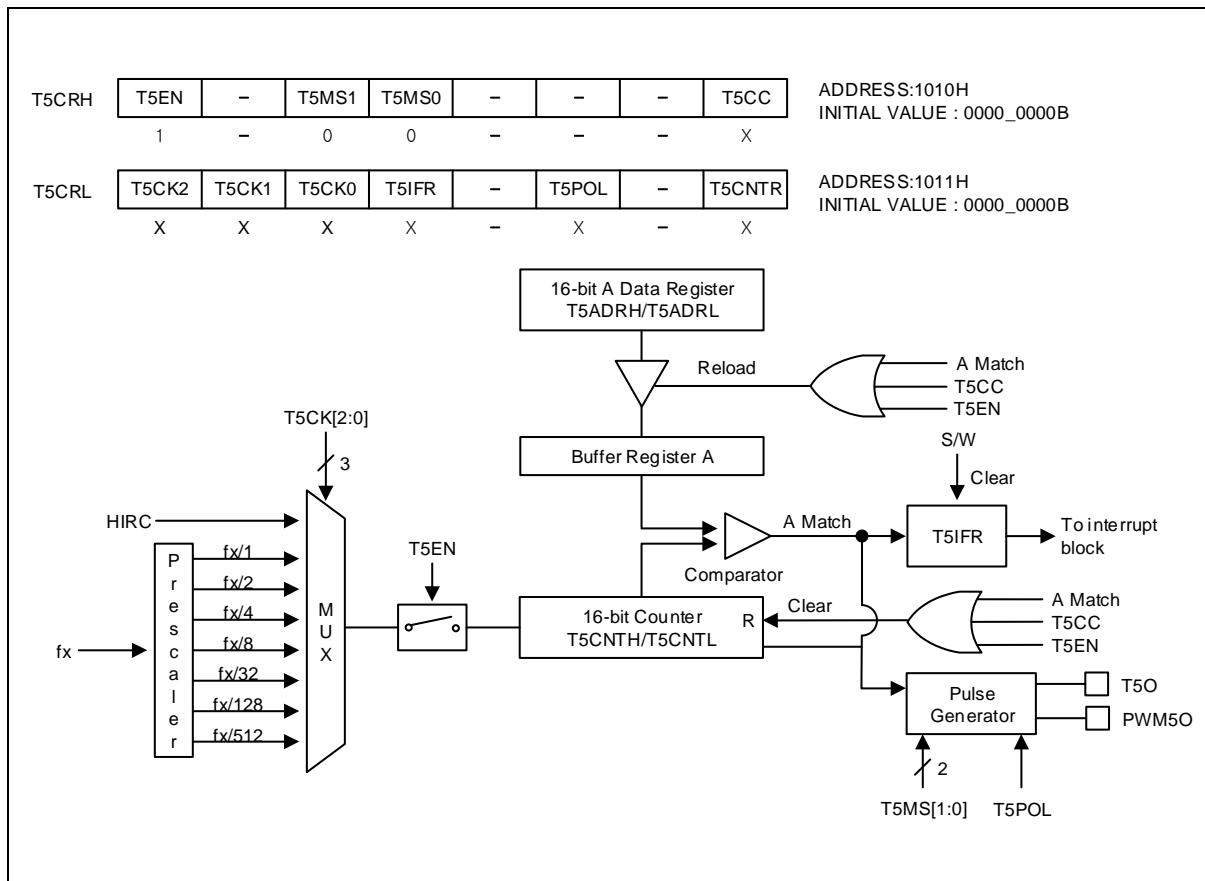 T5CRH T5EN – T5MS1 T5MS0 – – – T5CC
ADDRESS:1010H
INITIAL VALUE : 0000_0000B
1 – 0 0 – – – X
T5CRL T5CK2 T5CK1 T5CK0 T5IFR – T5POL – T5CNTR
ADDRESS:1011H
INITIAL VALUE : 0000_0000B
X X X X – X – X
16-bit A Data Register
T5ADRH/T5ADRL
Reload
A Match
T5CC
T5EN
T5CK[2:0]
3
Buffer Register A
S/W
Clear
HIRC
fx
Prescaler
fx/1
fx/2
fx/4
fx/8
fx/32
fx/128
fx/512
MUX
T5EN
Comparator
A Match
T5IFR
To interrupt
block
16-bit Counter
T5CNTH/T5CNTL
R
Clear
A Match
T5CC
T5EN
Pulse
Generator
T5O
PWM5O
2
T5MS[1:0]
T5POL